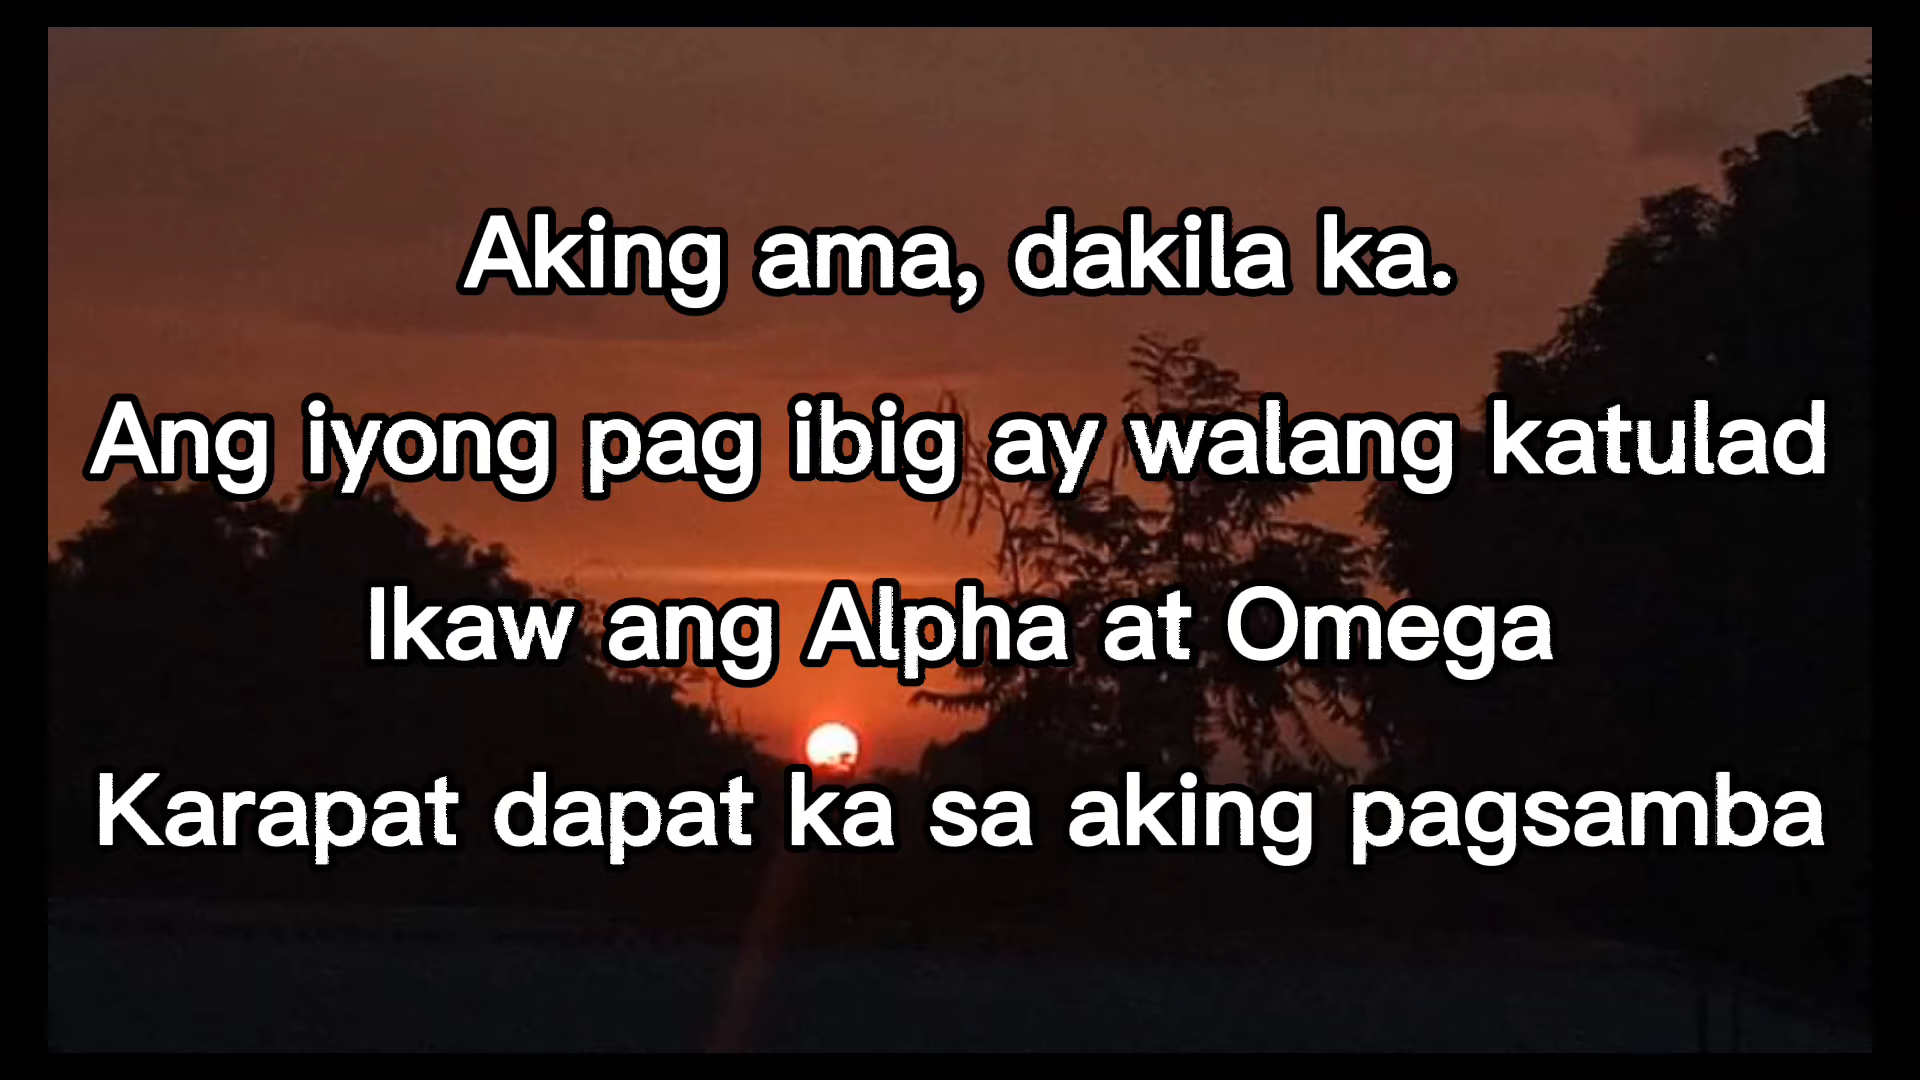 Aking ama, dakila ka.
Ang iyong pag ibig ay walang katulad
Ikaw ang Alpha at Omega
Karapat dapat ka sa aking pagsamba